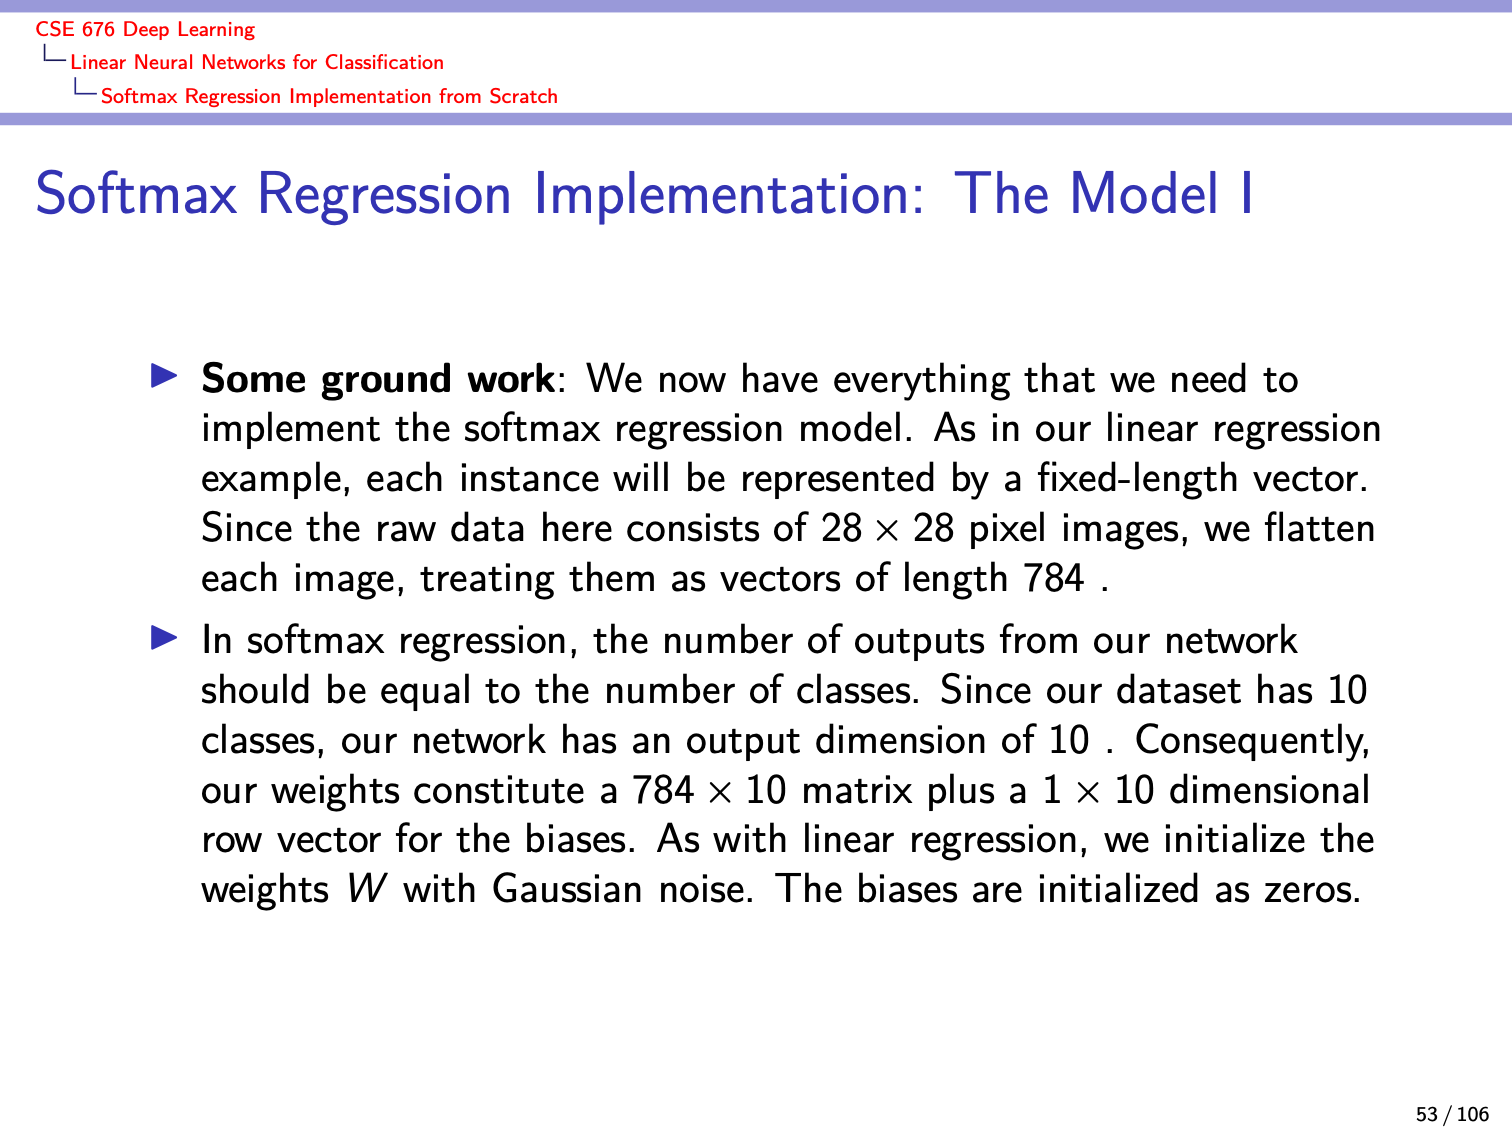 CSE 676 Deep Learning
Linear Neural Networks for Classification
Softmax Regression Implementation from Scratch
Softmax Regression Implementation: The Model I
Some ground work: We now have everything that we need to
implement the softmax regression model. As in our linear regression
example, each instance will be represented by a fixed-length vector.
Since the raw data here consists of 28 × 28 pixel images, we flatten
each image, treating them as vectors of length 784 .
In softmax regression, the number of outputs from our network
should be equal to the number of classes. Since our dataset has 10
classes, our network has an output dimension of 10 . Consequently,
our weights constitute a 784 × 10 matrix plus a 1 × 10 dimensional
row vector for the biases. As with linear regression, we initialize the
weights W with Gaussian noise. The biases are initialized as zeros.
53 / 106